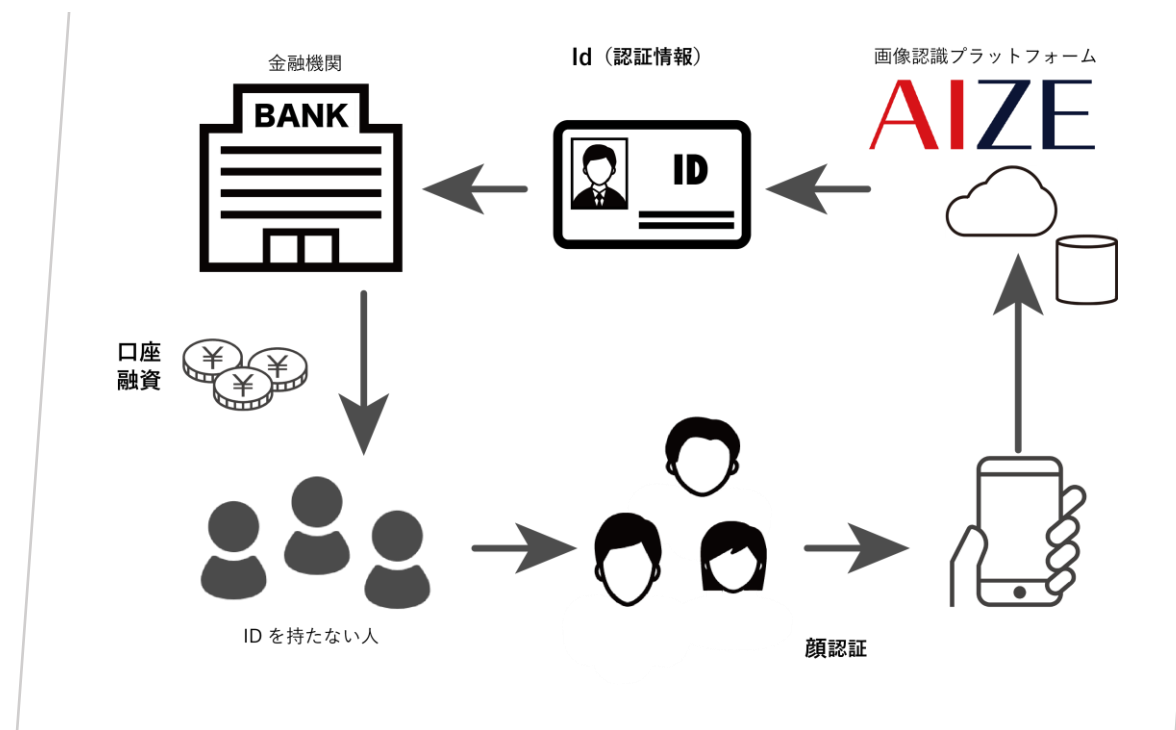 金融機関
BANK
Id（認証情報）
ID
画像認識プラットフォーム
AIZE
口座
融資
¥
¥
¥
ID を持たない人
顔認証